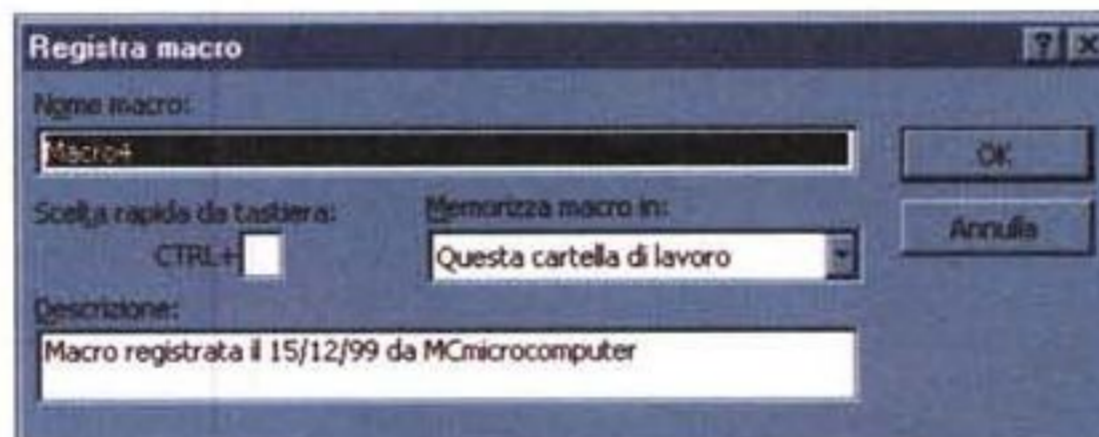 Registra macro
Nome macro:
Macro4
OK
Scelta rapida da tastiera:
CTRL+
Memorizza macro in:
Questa cartella di lavoro
Annulla
Descrizione:
Macro registrata il 15/12/99 da MCmicrocomputer